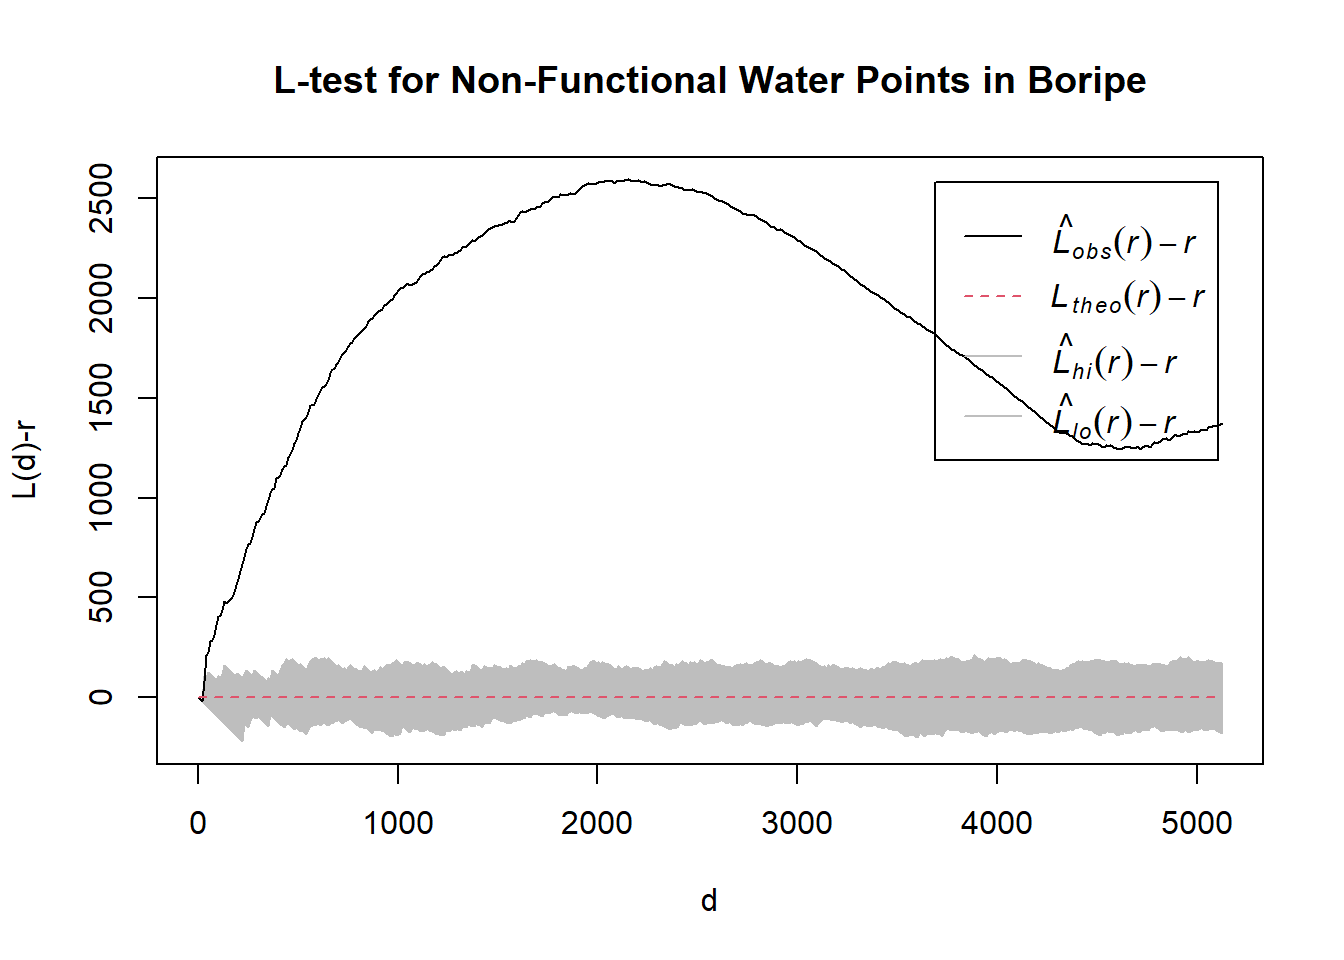 L-test for Non-Functional Water Points in Boripe
L(d)-r
2500
2000
1500
1000
500
0
L̂obs(r) – r
Ltheo(r) – r
L̂hi(r) – r
L̂lo(r) – r
0 1000 2000 3000 4000 5000
d